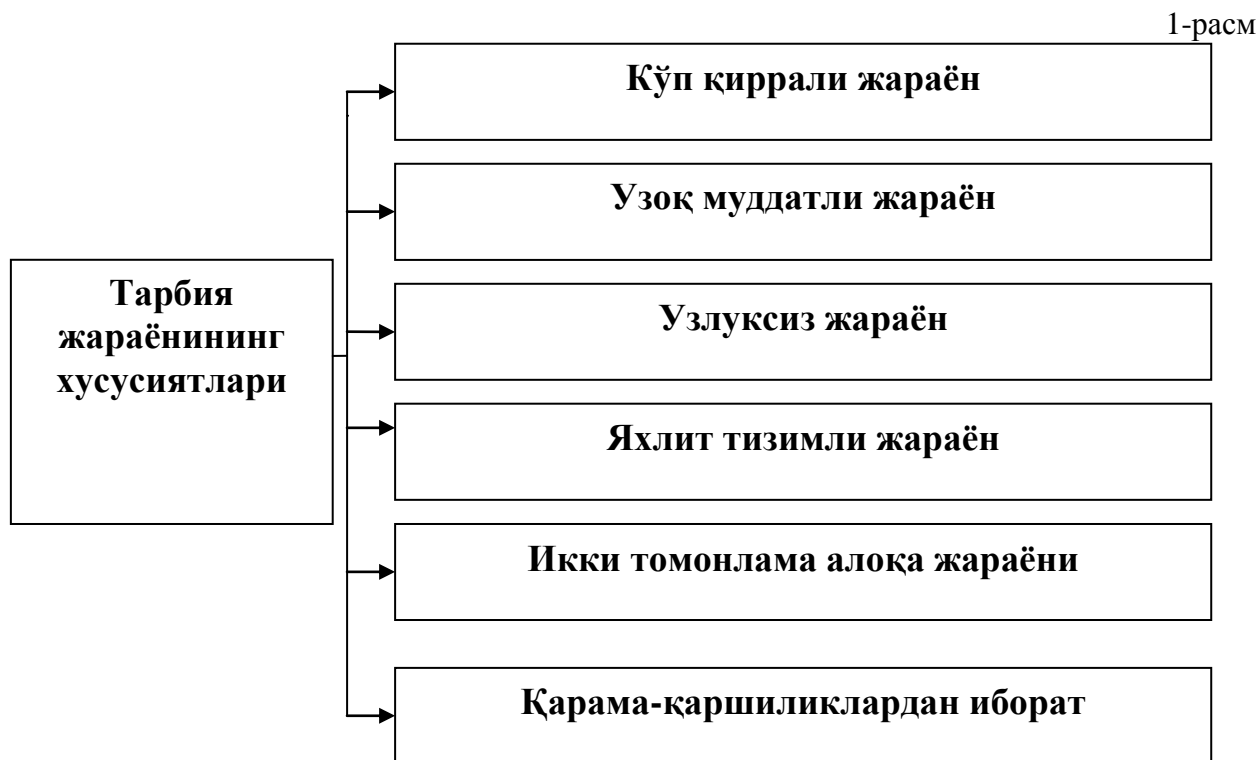 1-расм
Кўп қиррали жараён
Узоқ муддатли жараён
Тарбия
жараёнининг
хусусиятлари
Узлуксиз жараён
Яхлит тизимли жараён
Икки томонлама алоқа жараёни
Қарама-қаршиликлардан иборат